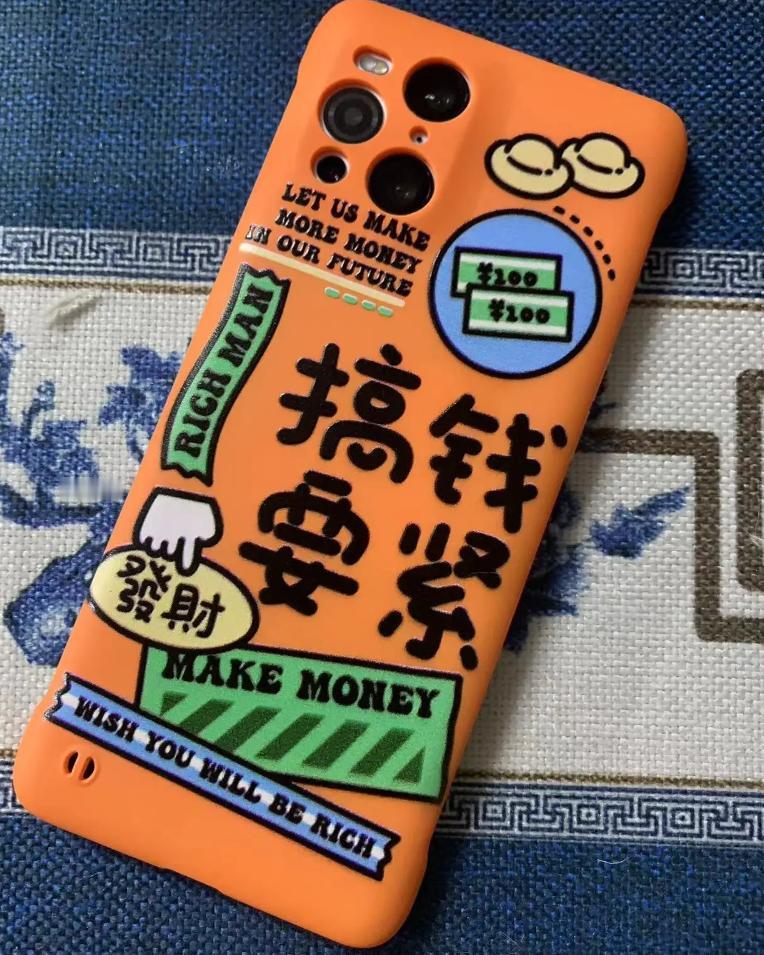 LET US MAKE
MORE MONEY
IN OUR FUTURE
¥100
¥100
RICH MAN
搞钱
要紧
發財
MAKE MONEY
WISH YOU WILL BE RICH